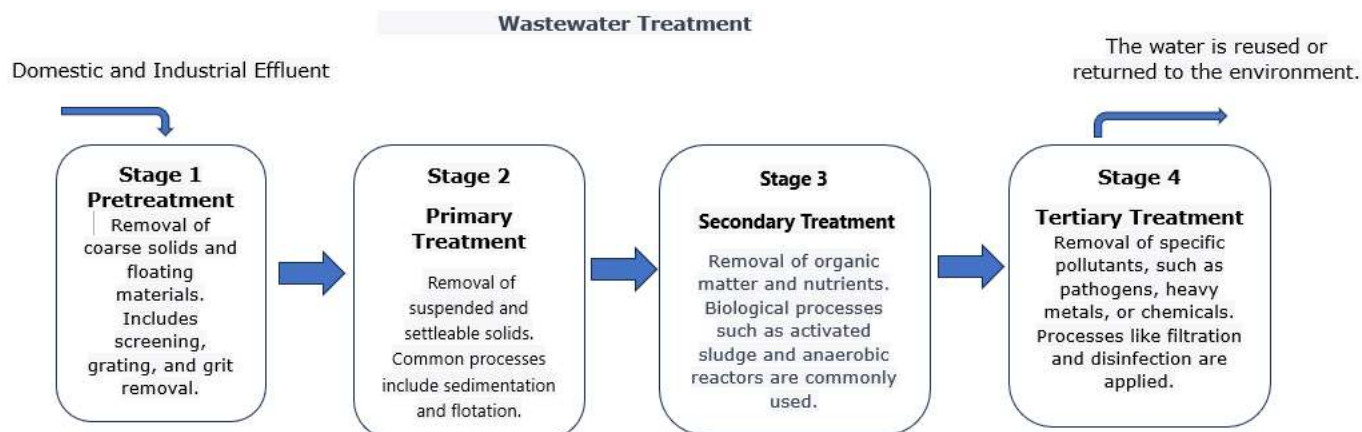 Wastewater Treatment
Domestic and Industrial Effluent
The water is reused or
returned to the environment.
Stage 1
Pretreatment
Removal of
coarse solids and
floating
materials.
Includes
screening,
grating, and grit
removal.
Stage 2
Primary
Treatment
Removal of
suspended and
settleable solids.
Common processes
include sedimentation
and flotation.
Stage 3
Secondary Treatment
Removal of organic
matter and nutrients.
Biological processes
such as activated
sludge and anaerobic
reactors are commonly
used.
Stage 4
Tertiary Treatment
Removal of specific
pollutants, such as
pathogens, heavy
metals, or chemicals.
Processes like filtration
and disinfection are
applied.